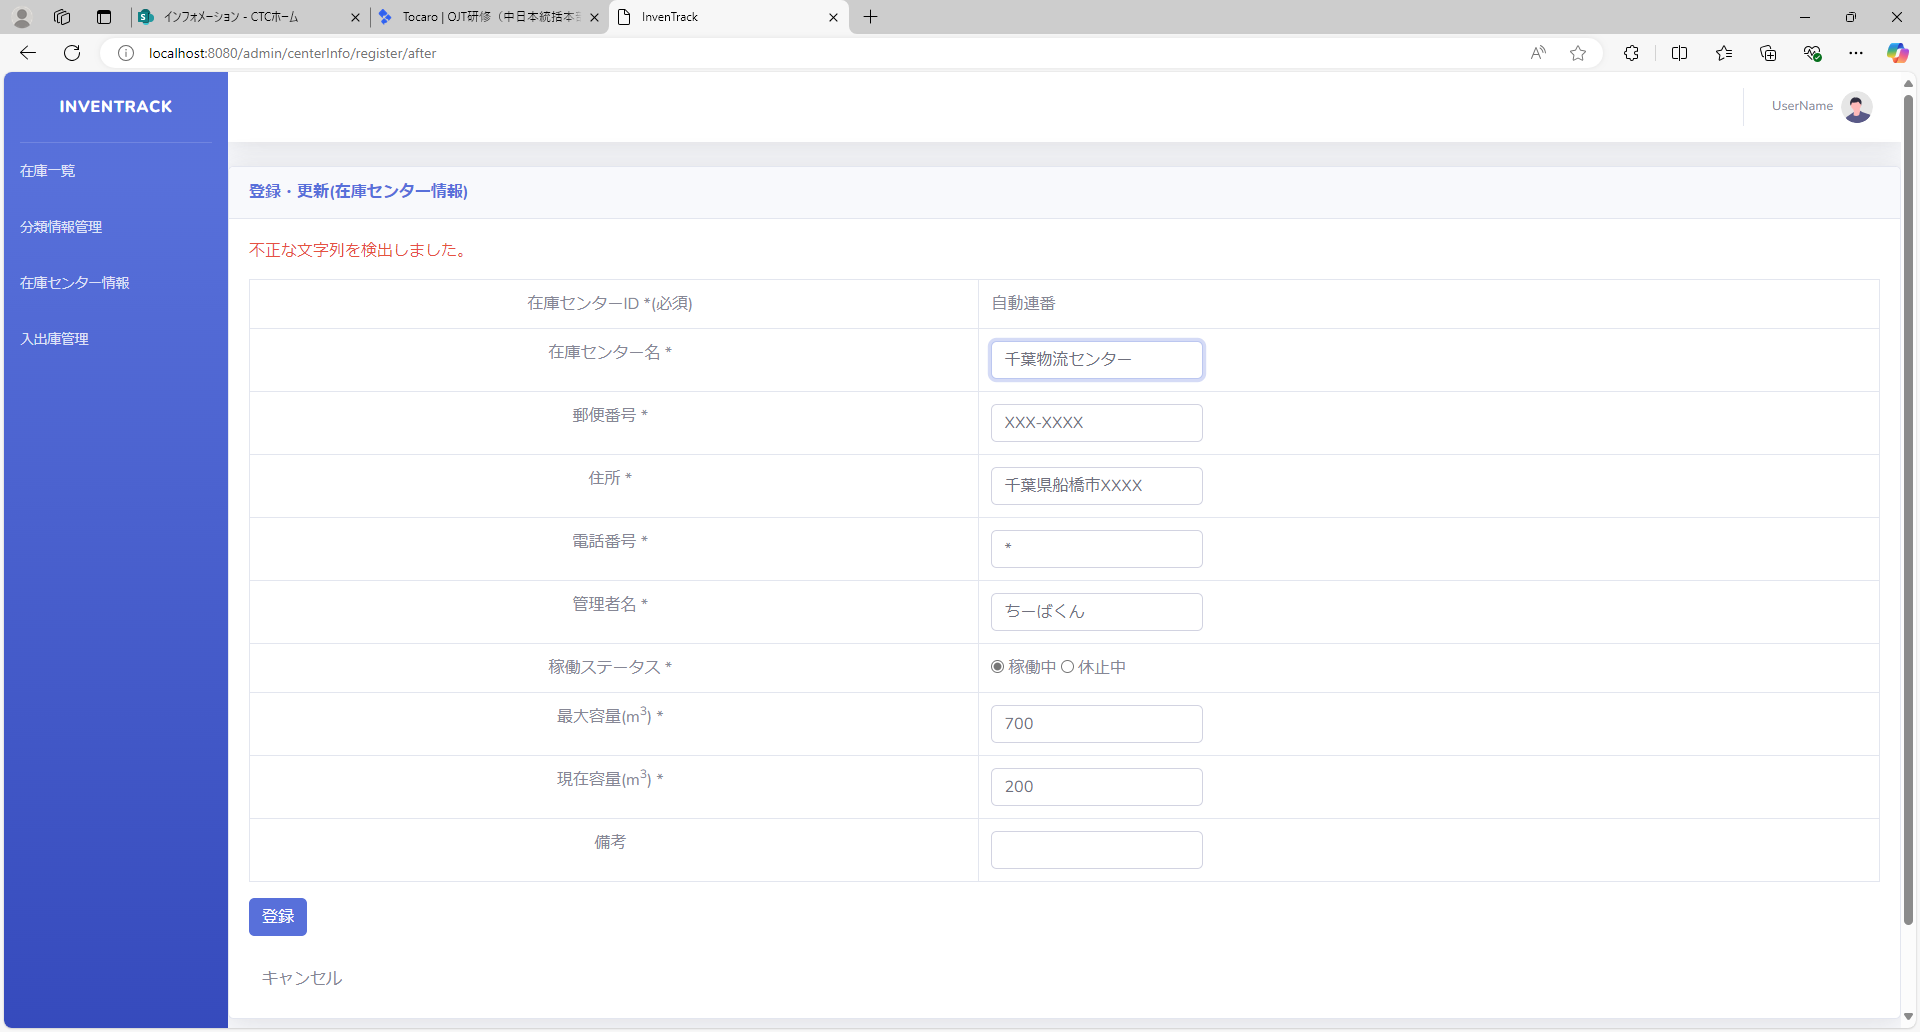 インフォメーション - CTCホーム
Tocaro | OJT研修（中日本統括本
InvenTrack
localhost:8080/admin/centerInfo/register/after
INVENTRACK
UserName
在庫一覧
分類情報管理
在庫センター情報
入出庫管理
登録・更新(在庫センター情報)
不正な文字列を検出しました。
在庫センターID *(必須) 自動連番
在庫センター名 * 千葉物流センター
郵便番号 * XXX-XXXX
住所 * 千葉県船橋市XXXX
電話番号 * *
管理者名 * ちーばくん
稼働ステータス * 稼働中 休止中
最大容量(m³) * 700
現在容量(m³) * 200
備考
登録
キャンセル